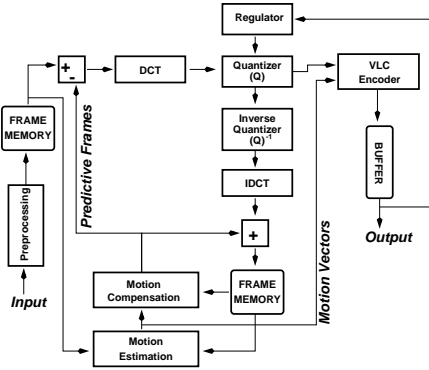 Regulator
+
-
DCT
Quantizer
(Q)
VLC
Encoder
FRAME
MEMORY
Predictive Frames
Inverse
Quantizer
(Q)-1
BUFFER
Preprocessing
IDCT
Motion Vectors
+
Output
Input
Motion
Compensation
FRAME
MEMORY
Motion
Estimation